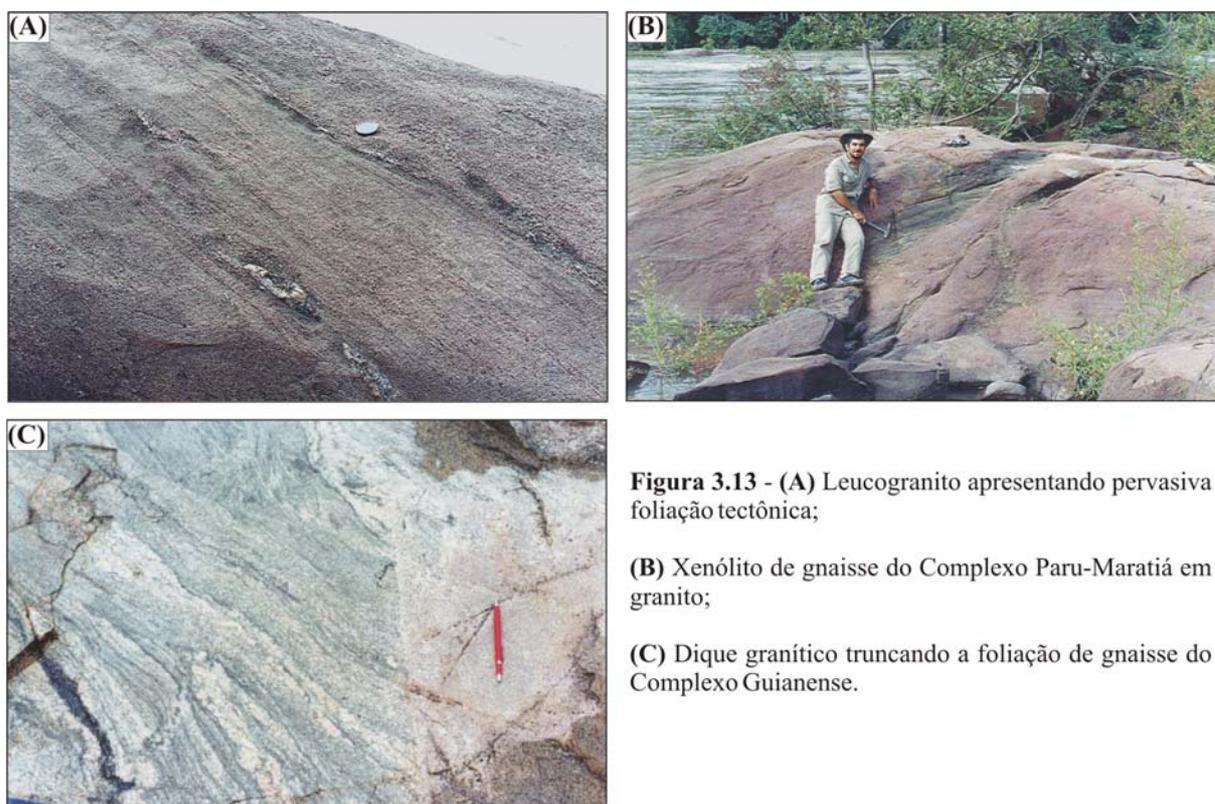 (A)
(B)
(C)
Figura 3.13 - (A) Leucogranito apresentando pervasiva
foliação tectônica;
(B) Xenólito de gnaisse do Complexo Paru-Maratiá em
granito;
(C) Dique granítico truncando a foliação de gnaisse do
Complexo Guianense.